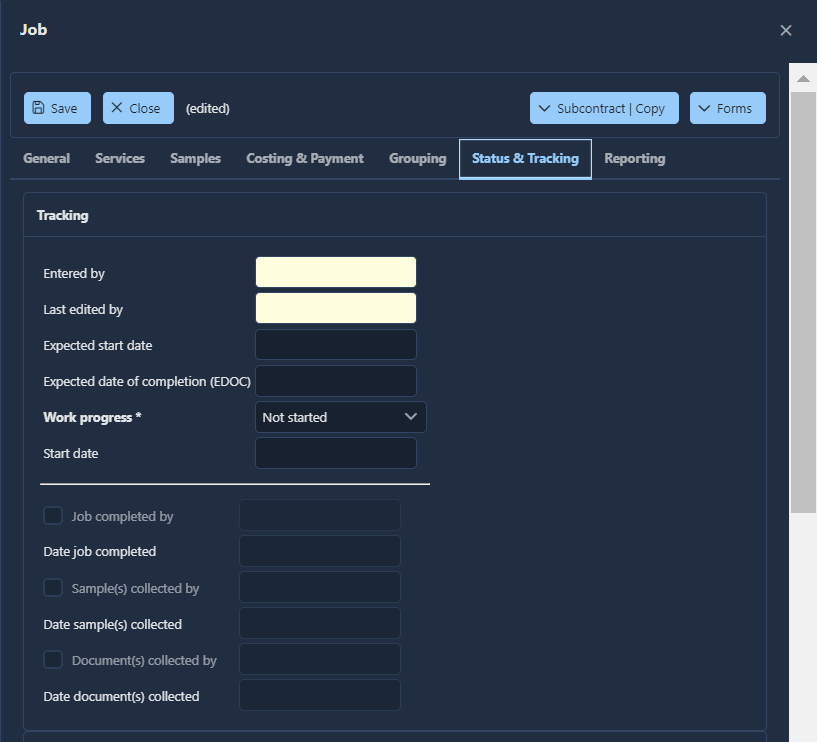 Job
Save Close (edited) Subcontract | Copy Forms
General Services Samples Costing & Payment Grouping Status & Tracking Reporting
Tracking
Entered by
Last edited by
Expected start date
Expected date of completion (EDOC)
Work progress * Not started
Start date
Job completed by
Date job completed
Sample(s) collected by
Date sample(s) collected
Document(s) collected by
Date document(s) collected